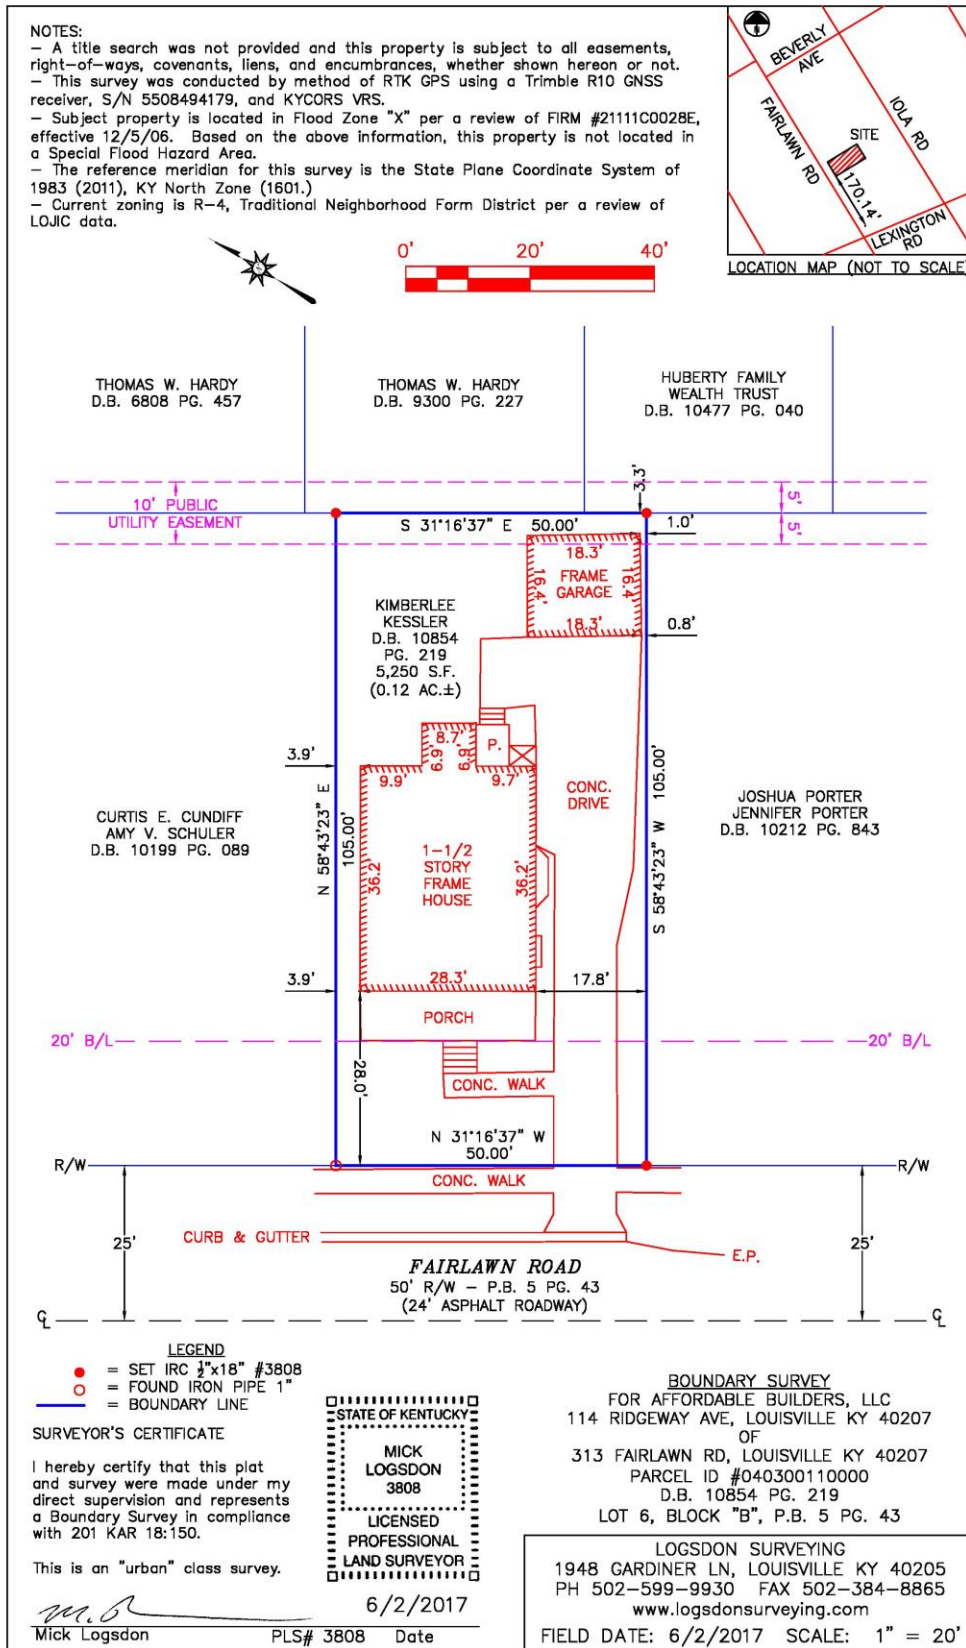 NOTES:
– A title search was not provided and this property is subject to all easements,
right–of–ways, covenants, liens, and encumbrances, whether shown hereon or not.
– This survey was conducted by method of RTK GPS using a Trimble R10 GNSS
receiver, S/N 5508494179, and KYCORS VRS.
– Subject property is located in Flood Zone "X" per a review of FIRM #21111C0028E,
effective 12/5/06. Based on the above information, this property is not located in
a Special Flood Hazard Area.
– The reference meridian for this survey is the State Plane Coordinate System of
1983 (2011), KY North Zone (1601.)
– Current zoning is R–4, Traditional Neighborhood Form District per a review of
LOJIC data.
BEVERLY
AVE
IOLA RD
FAIRLAWN RD
SITE
170.14'
LEXINGTON
RD
LOCATION MAP (NOT TO SCALE)
0' 20' 40'
THOMAS W. HARDY
D.B. 6808 PG. 457
THOMAS W. HARDY
D.B. 9300 PG. 227
HUBERTY FAMILY
WEALTH TRUST
D.B. 10477 PG. 040
10' PUBLIC
UTILITY EASEMENT
3.3'
5'
5'
S 31°16'37" E 50.00'
1.0'
18.3'
16.4'
FRAME
GARAGE
16.4'
18.3'
0.8'
KIMBERLEE
KESSLER
D.B. 10854
PG. 219
5,250 S.F.
(0.12 AC.±)
8.7'
6.9'
6.9'
P.
3.9'
9.9'
9.7'
CONC.
DRIVE
N 58°43'23" E
105.00'
S 58°43'23" W 105.00'
CURTIS E. CUNDIFF
AMY V. SCHULER
D.B. 10199 PG. 089
JOSHUA PORTER
JENNIFER PORTER
D.B. 10212 PG. 843
36.2'
1–1/2
STORY
FRAME
HOUSE
36.2'
3.9'
28.3'
17.8'
PORCH
20' B/L
20' B/L
28.0'
CONC. WALK
N 31°16'37" W
50.00'
R/W
R/W
CONC. WALK
25'
25'
CURB & GUTTER
E.P.
FAIRLAWN ROAD
50' R/W – P.B. 5 PG. 43
(24' ASPHALT ROADWAY)
CL
CL
LEGEND
= SET IRC ½"x18" #3808
= FOUND IRON PIPE 1"
= BOUNDARY LINE
SURVEYOR'S CERTIFICATE
I hereby certify that this plat
and survey were made under my
direct supervision and represents
a Boundary Survey in compliance
with 201 KAR 18:150.
This is an "urban" class survey.
Mick Logsdon PLS# 3808 Date
6/2/2017
STATE OF KENTUCKY
MICK
LOGSDON
3808
LICENSED
PROFESSIONAL
LAND SURVEYOR
BOUNDARY SURVEY
FOR AFFORDABLE BUILDERS, LLC
114 RIDGEWAY AVE, LOUISVILLE KY 40207
OF
313 FAIRLAWN RD, LOUISVILLE KY 40207
PARCEL ID #040300110000
D.B. 10854 PG. 219
LOT 6, BLOCK "B", P.B. 5 PG. 43
LOGSDON SURVEYING
1948 GARDINER LN, LOUISVILLE KY 40205
PH 502–599–9930 FAX 502–384–8865
www.logsdonsurveying.com
FIELD DATE: 6/2/2017 SCALE: 1" = 20'